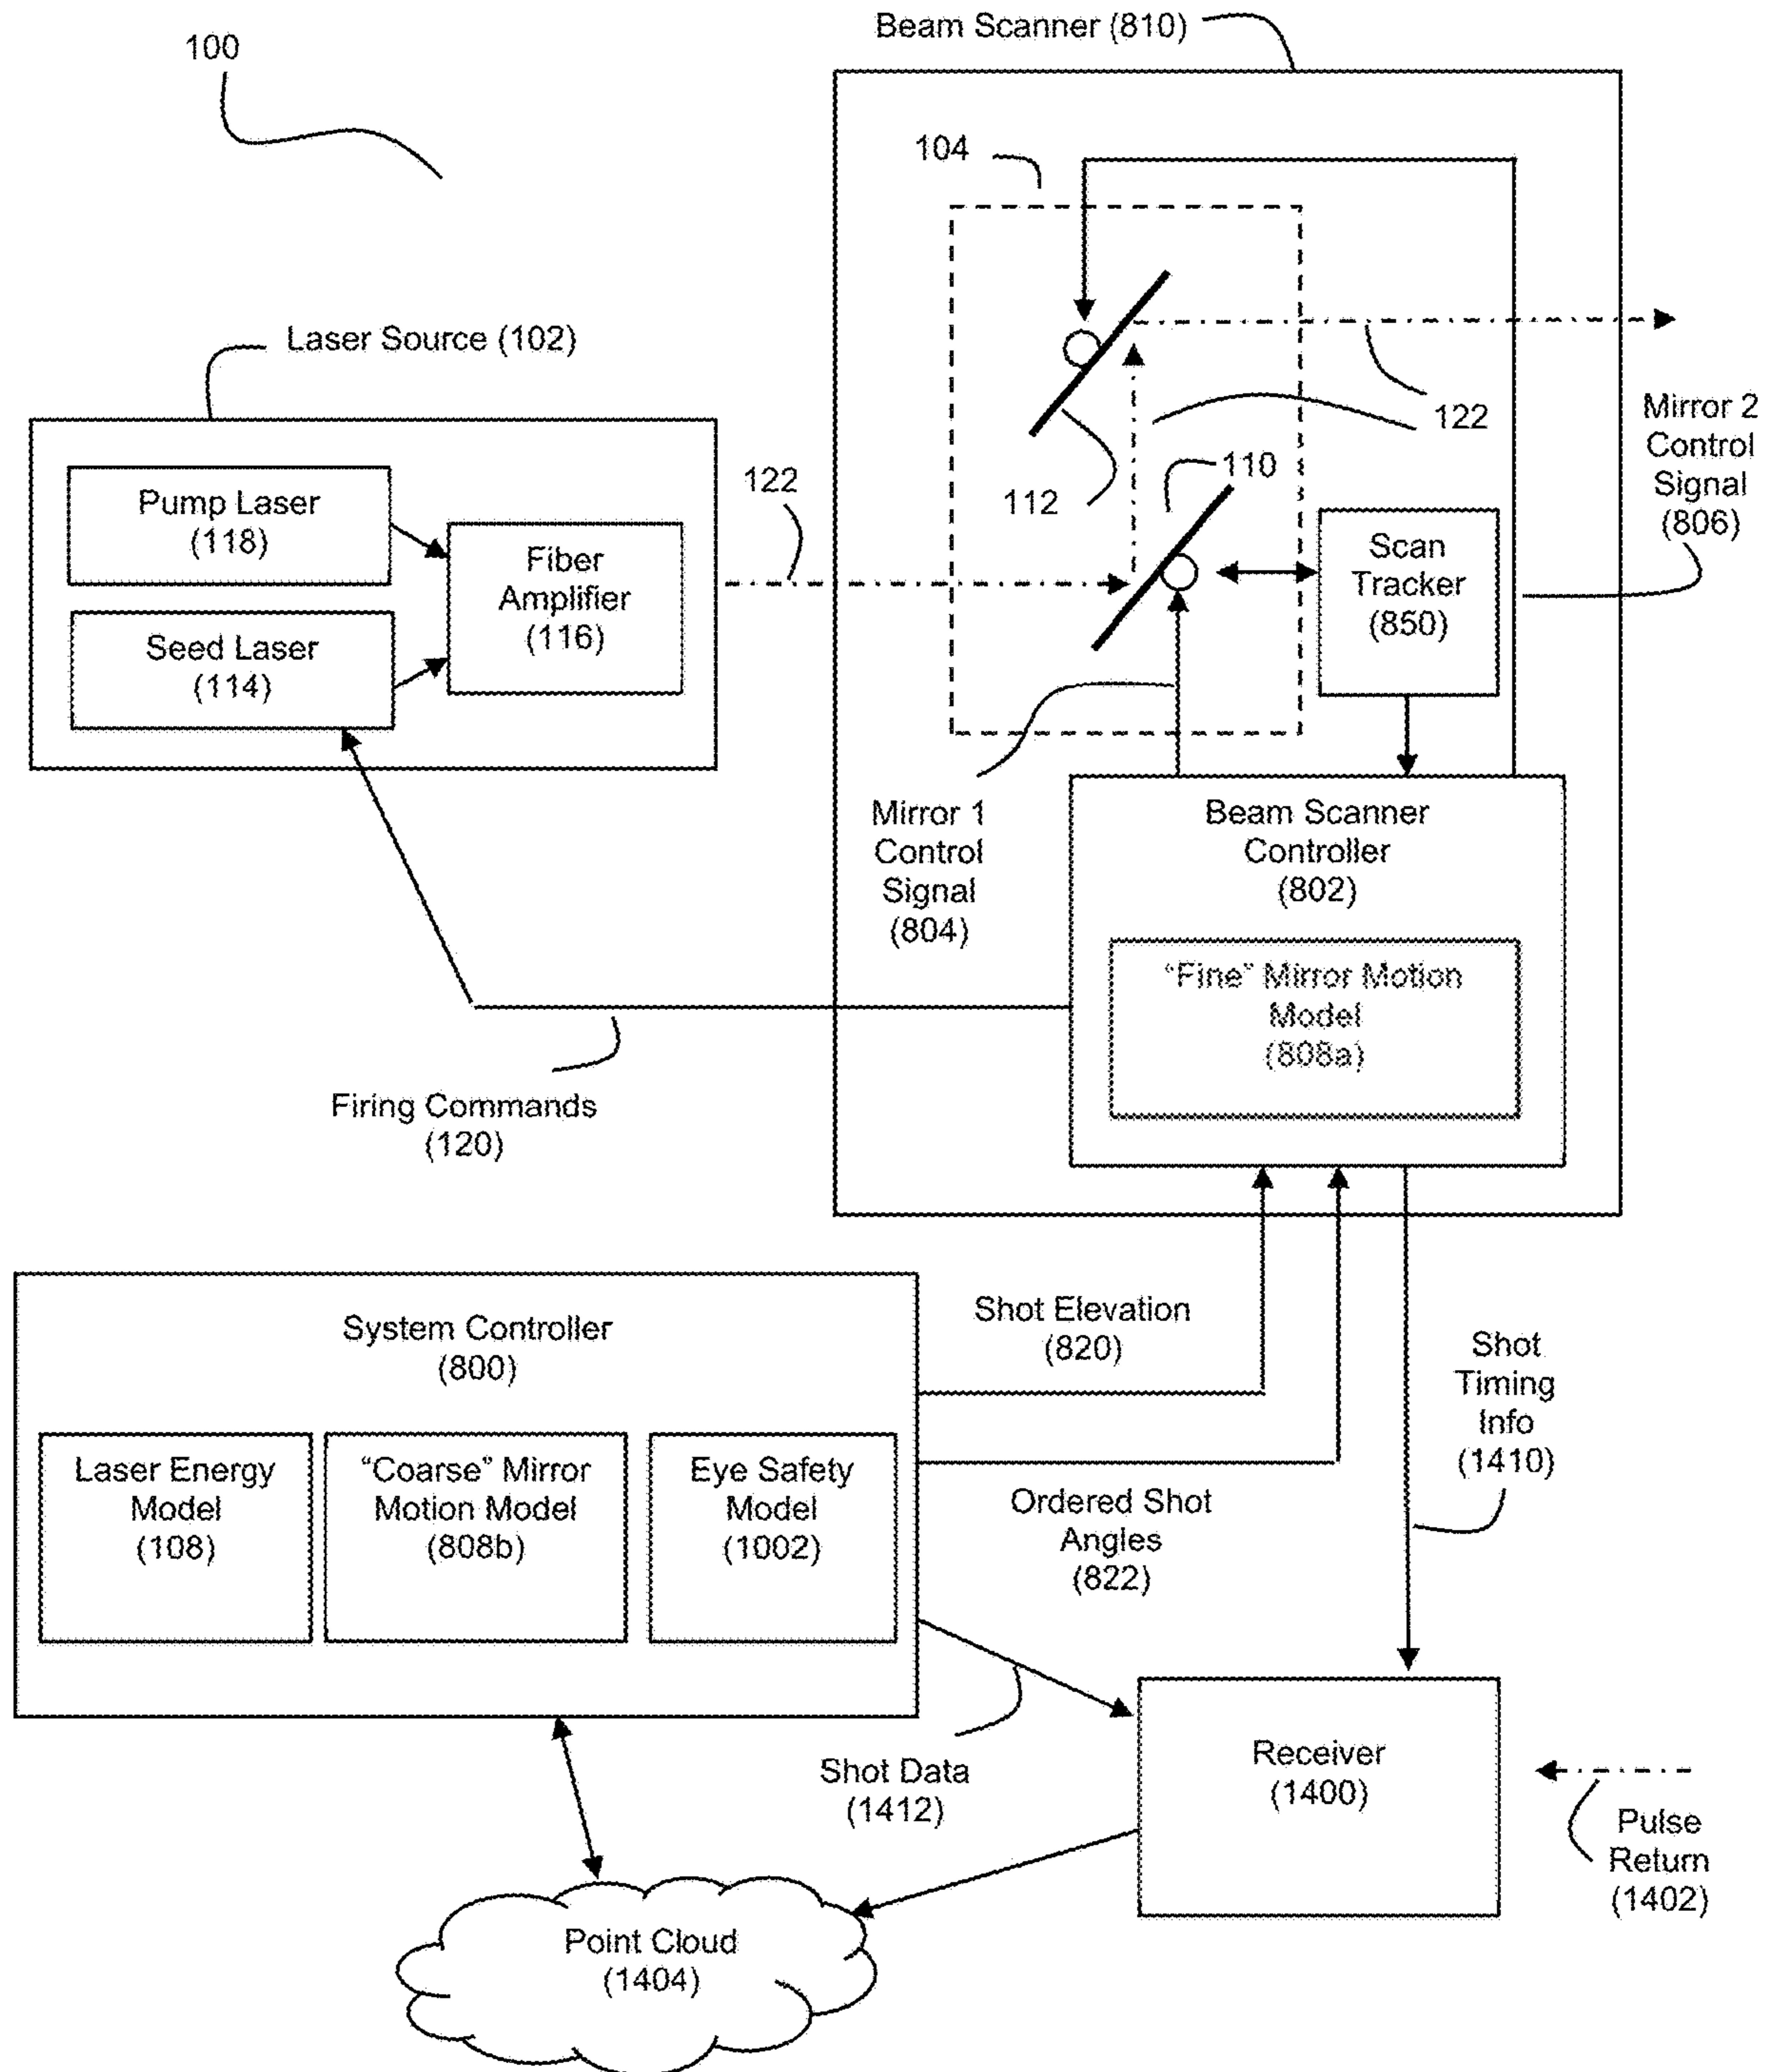 100
Beam Scanner (810)
104
Laser Source (102)
Pump Laser
(118)
Seed Laser
(114)
Fiber
Amplifier
(116)
122
112
110
122
Mirror 2
Control
Signal
(806)
Scan
Tracker
(850)
Mirror 1
Control
Signal
(804)
Beam Scanner
Controller
(802)
“Fine” Mirror Motion
Model
(808a)
Firing Commands
(120)
System Controller
(800)
Laser Energy
Model
(108)
“Coarse” Mirror
Motion Model
(808b)
Eye Safety
Model
(1002)
Shot Elevation
(820)
Ordered Shot
Angles
(822)
Shot
Timing
Info
(1410)
Shot Data
(1412)
Receiver
(1400)
Pulse
Return
(1402)
Point Cloud
(1404)